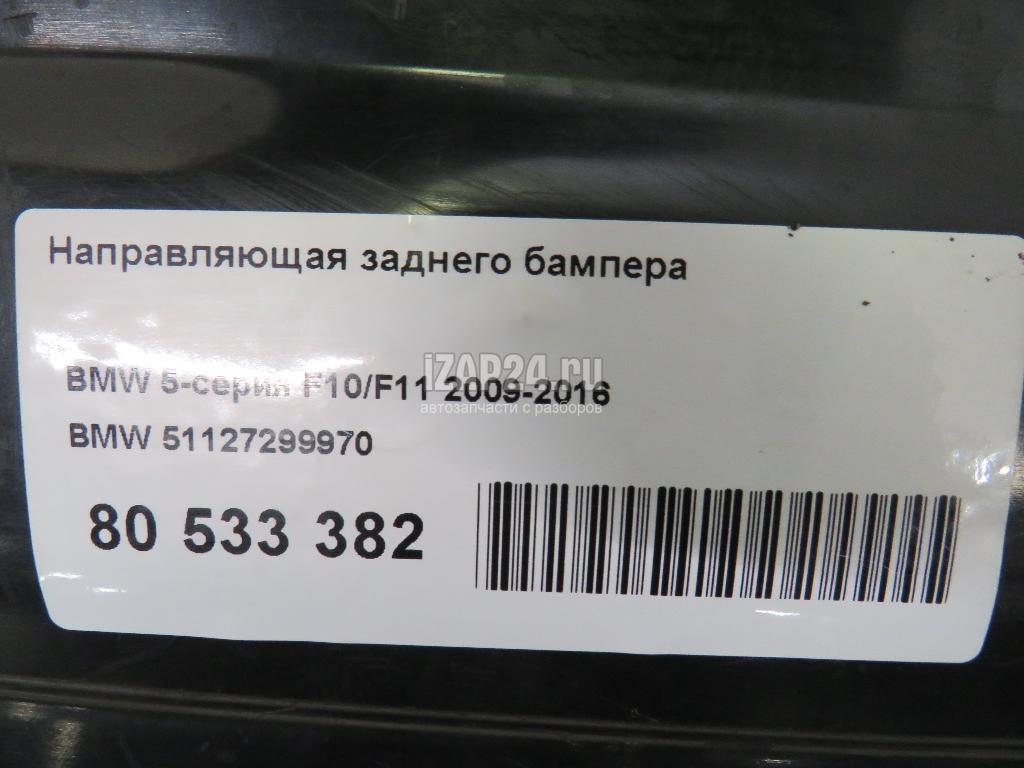 Направляющая заднего бампера
iZAP24.ru
BMW 5-серия F10/F11 2009-2016
автозапчасти с разборов
BMW 51127299970
80 533 382